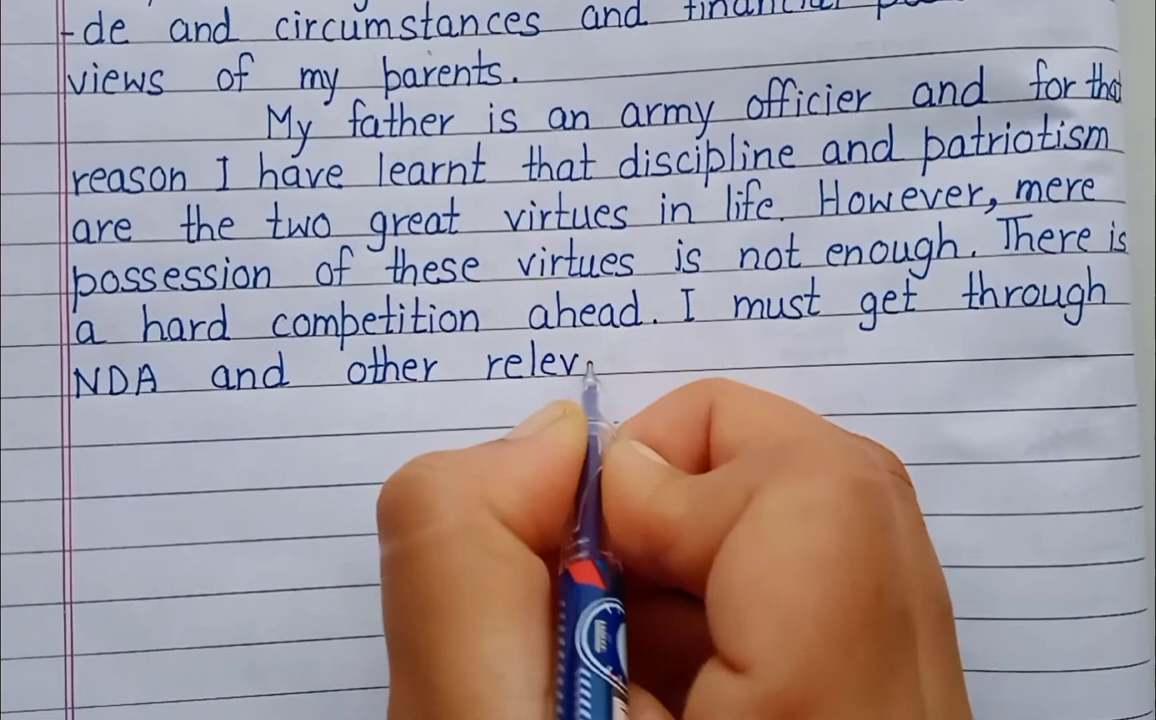 -de and circumstances and financial
views of my parents.
My father is an army officier and for that
reason I have learnt that discipline and patriotism
are the two great virtues in life. However, mere
possession of these virtues is not enough. There is
a hard competition ahead. I must get through
NDA and other relev